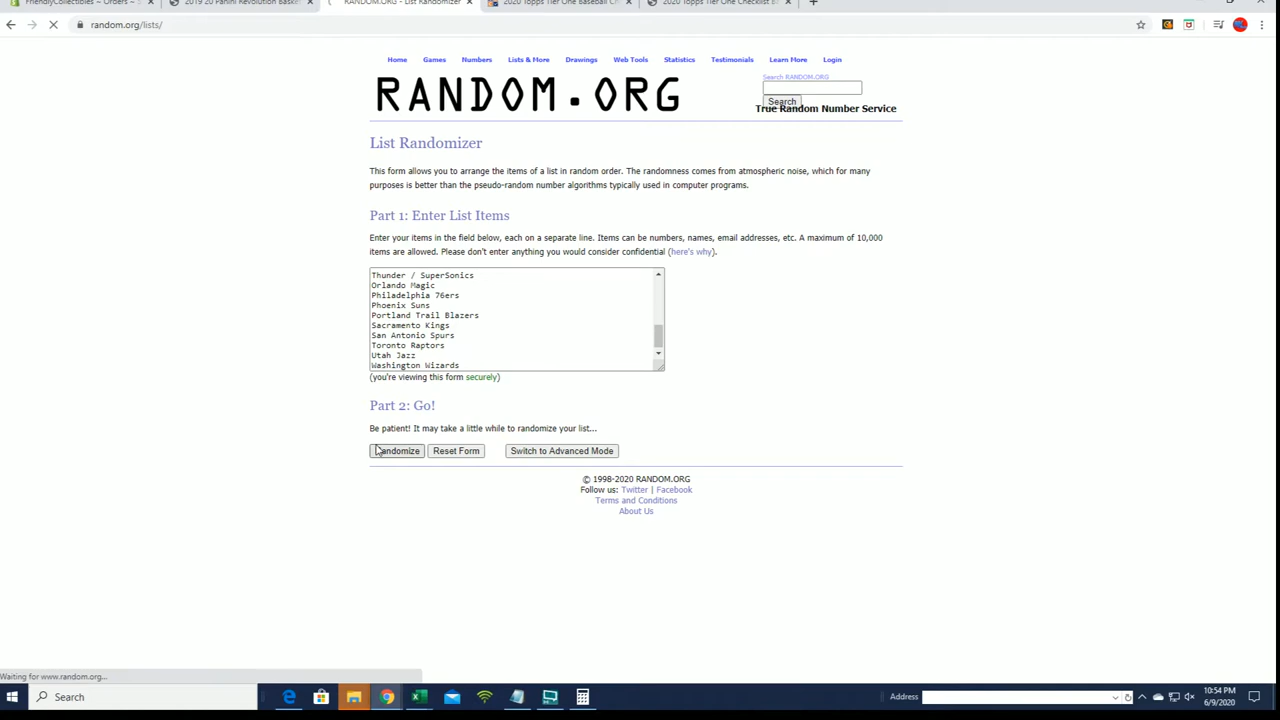 FriendlyCollectibles ~ Orders ~ S
2019 20 Panini Revolution Basket
RANDOM.ORG - List Randomizer
2020 Topps Tier One Baseball C
2020 Topps Tier One Checklist B
random.org/lists/
Home Games Numbers Lists & More Drawings Web Tools Statistics Testimonials Learn More Login
RANDOM.ORG
Search RANDOM.ORG
Search
True Random Number Service
List Randomizer
This form allows you to arrange the items of a list in random order. The randomness comes from atmospheric noise, which for many
purposes is better than the pseudo-random number algorithms typically used in computer programs.
Part 1: Enter List Items
Enter your items in the field below, each on a separate line. Items can be numbers, names, email addresses, etc. A maximum of 10,000
items are allowed. Please don't enter anything you would consider confidential (here's why).
Thunder / SuperSonics
Orlando Magic
Philadelphia 76ers
Phoenix Suns
Portland Trail Blazers
Sacramento Kings
San Antonio Spurs
Toronto Raptors
Utah Jazz
Washington Wizards
(you're viewing this form securely)
Part 2: Go!
Be patient! It may take a little while to randomize your list...
Randomize Reset Form Switch to Advanced Mode
© 1998-2020 RANDOM.ORG
Follow us: Twitter | Facebook
Terms and Conditions
About Us
Waiting for www.random.org...
Search
Address
10:54 PM
6/9/2020